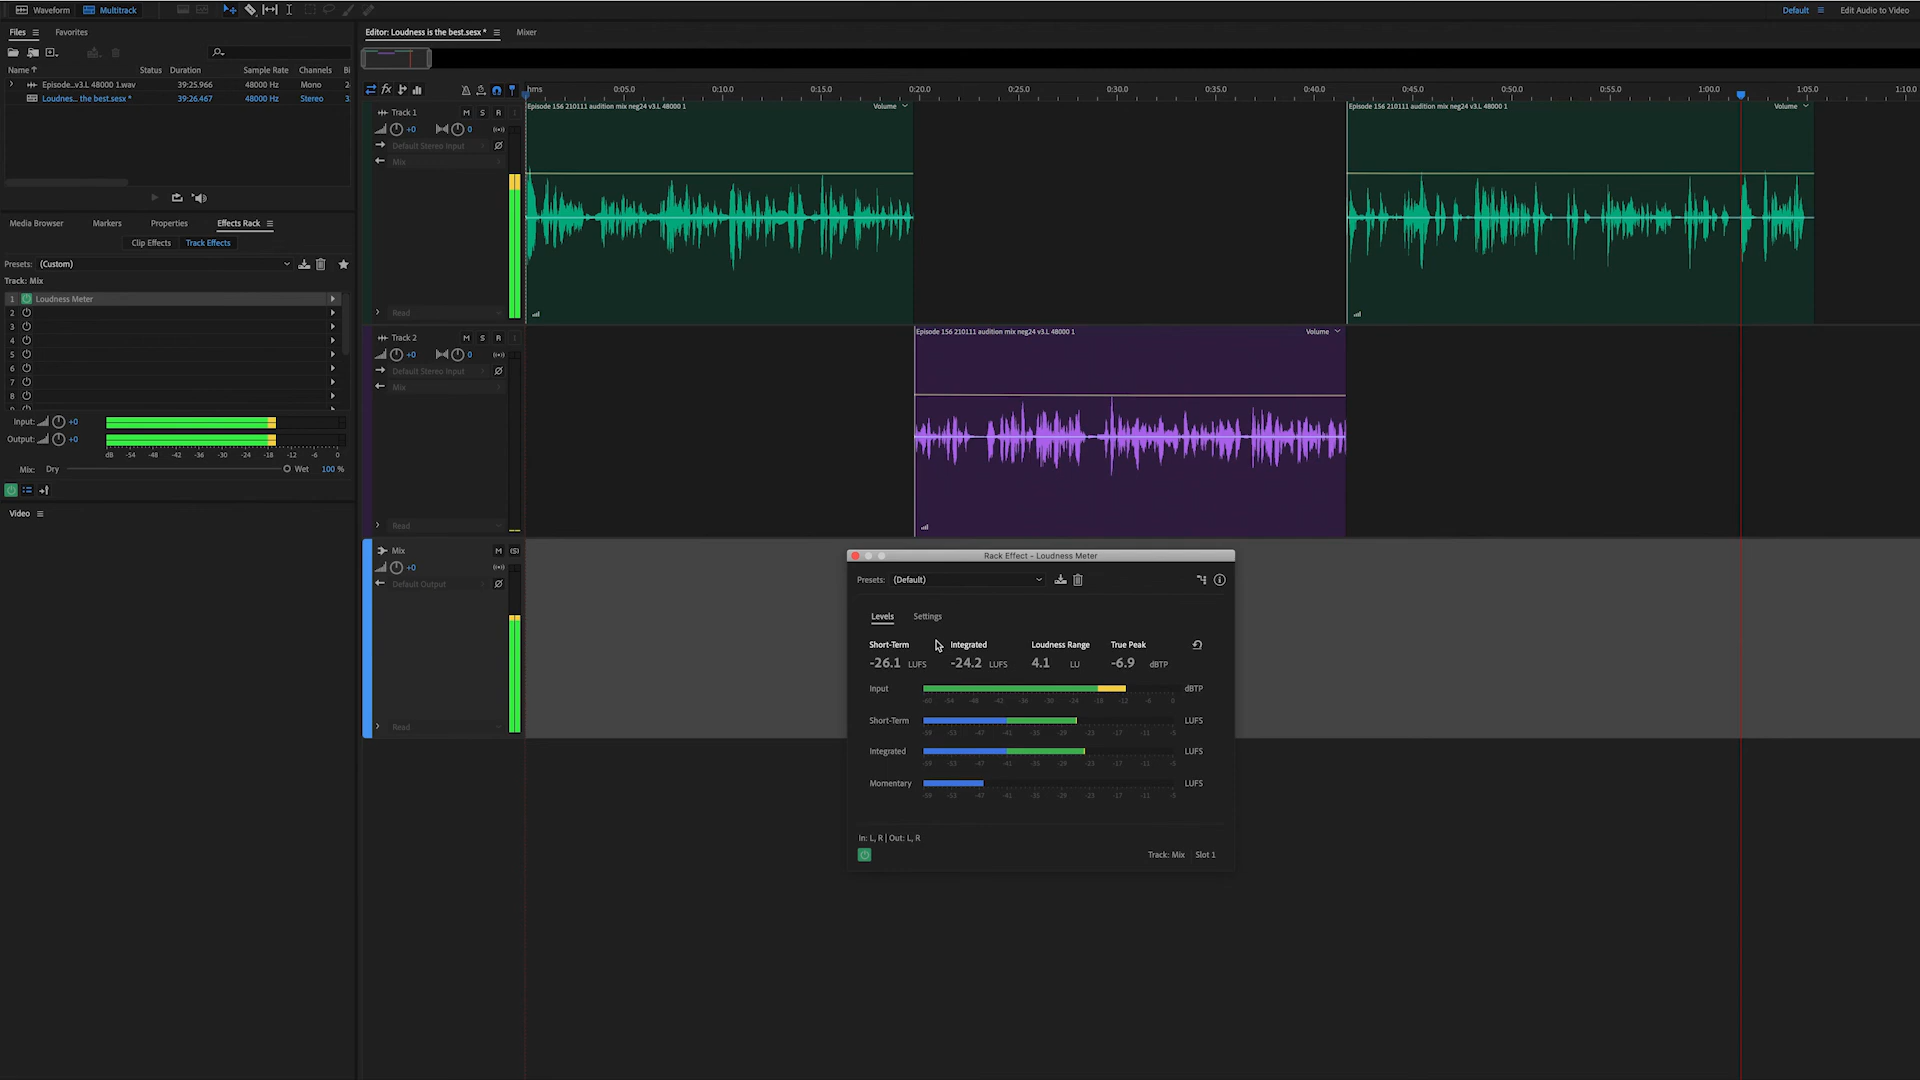 Waveform Multitrack Default Edit Audio to Video
Files Favorites
Name Status Duration Sample Rate Channels Bi
Episode...v3.L 48000 1.wav 39:25.966 48000 Hz Mono 2
Loudnes... the best.sesx * 39:26.467 48000 Hz Stereo 3
Media Browser Markers Properties Effects Rack
Clip Effects Track Effects
Presets: (Custom)
Track: Mix
1 Loudness Meter
2
3
4
5
6
7
8
Input: +0
Output: +0
dB -54 -48 -42 -36 -30 -24 -18 -12 -6 0
Mix: Dry Wet 100 %
Video
Editor: Loudness is the best.sesx * Mixer
fx
hms 0:05.0 0:10.0 0:15.0 0:20.0 0:25.0 0:30.0 0:35.0 0:40.0 0:45.0 0:50.0 0:55.0 1:00.0 1:05.0 1:10.0
Track 1 M S R I
+0 0
Default Stereo Input
Mix
Read
Episode 156 210111 audition mix neg24 v3.L 48000 1 Volume
Episode 156 210111 audition mix neg24 v3.L 48000 1 Volume
Track 2 M S R I
+0 0
Default Stereo Input
Mix
Read
Episode 156 210111 audition mix neg24 v3.L 48000 1 Volume
Mix M (S)
+0
Default Output
Read
Rack Effect - Loudness Meter
Presets: (Default)
Levels Settings
Short-Term Integrated Loudness Range True Peak
-26.1 LUFS -24.2 LUFS 4.1 LU -6.9 dBTP
Input dBTP
-60 -54 -48 -42 -36 -30 -24 -18 -12 -6 0
Short-Term LUFS
-59 -53 -47 -41 -35 -29 -23 -17 -11 -5
Integrated LUFS
-59 -53 -47 -41 -35 -29 -23 -17 -11 -5
Momentary LUFS
-59 -53 -47 -41 -35 -29 -23 -17 -11 -5
In: L, R | Out: L, R
Track: Mix Slot 1